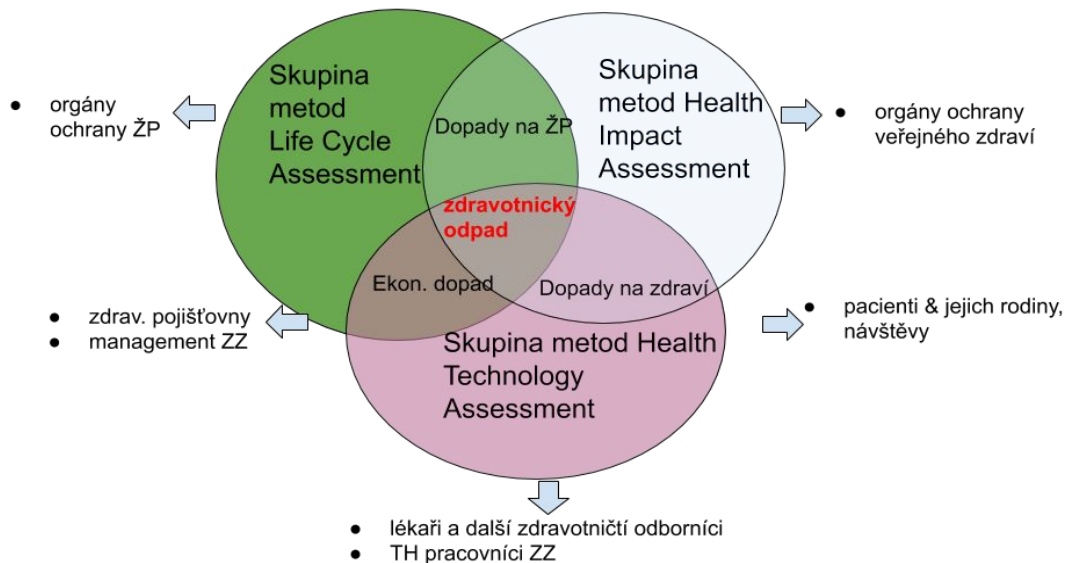 Skupina
metod
Life Cycle
Assessment
Skupina
metod Health
Impact
Assessment
● orgány
ochrany ŽP
Dopady na ŽP
● orgány ochrany
veřejného zdraví
zdravotnický
odpad
Ekon. dopad
Dopady na zdraví
● zdrav. pojišťovny
● management ZZ
● pacienti & jejich rodiny,
návštěvy
Skupina metod Health
Technology
Assessment
● lékaři a další zdravotničtí odborníci
● TH pracovníci ZZ